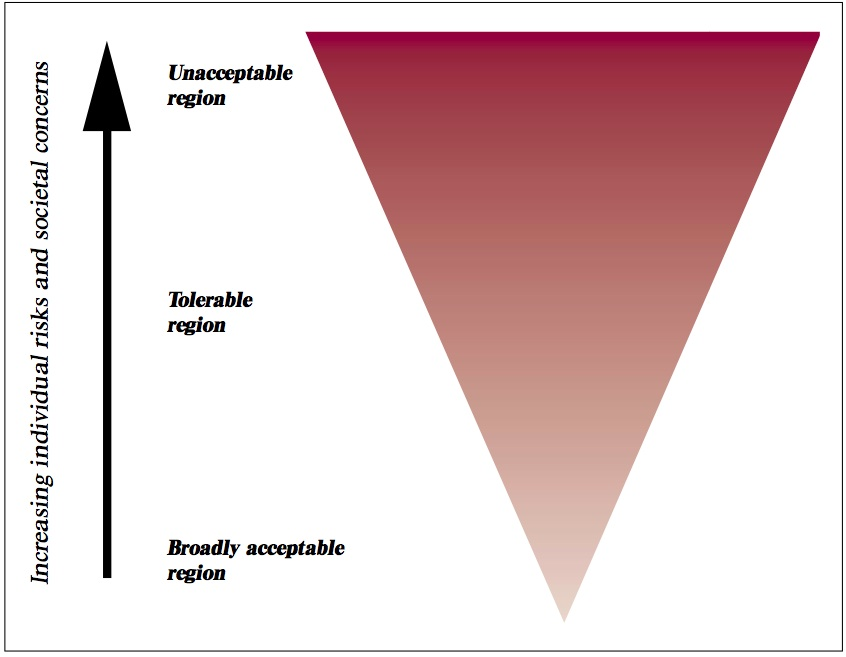 Increasing individual risks and societal concerns
Unacceptable
region
Tolerable
region
Broadly acceptable
region